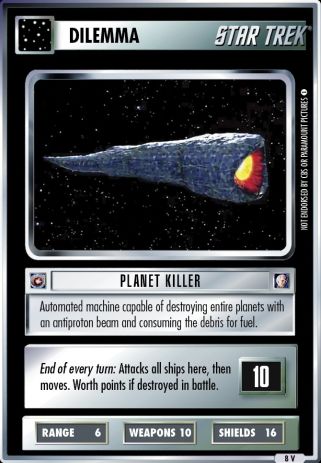 DILEMMA
STAR TREK
NOT ENDORSED BY CBS OR PARAMOUNT PICTURES
PLANET KILLER
Automated machine capable of destroying entire planets with
an antiproton beam and consuming the debris for fuel.
End of every turn: Attacks all ships here, then
moves. Worth points if destroyed in battle.
10
RANGE 6 WEAPONS 10 SHIELDS 16
8 V